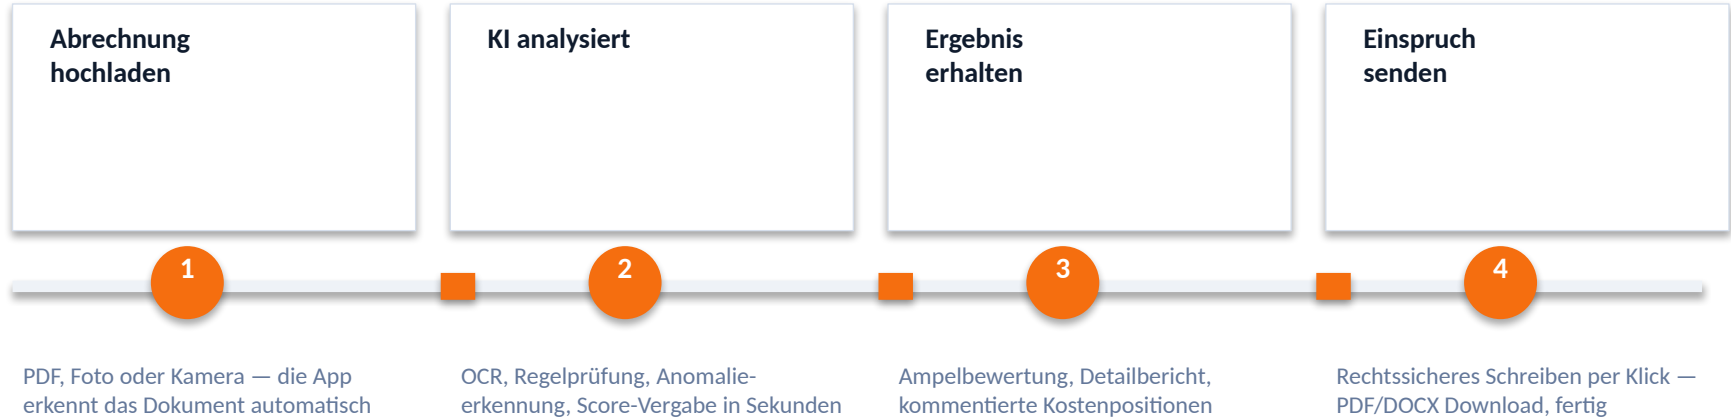 Abrechnung
hochladen
KI analysiert
Ergebnis
erhalten
Einspruch
senden
1
2
3
4
PDF, Foto oder Kamera — die App
erkennt das Dokument automatisch
OCR, Regelprüfung, Anomalie-
erkennung, Score-Vergabe in Sekunden
Ampelbewertung, Detailbericht,
kommentierte Kostenpositionen
Rechtssicheres Schreiben per Klick —
PDF/DOCX Download, fertig